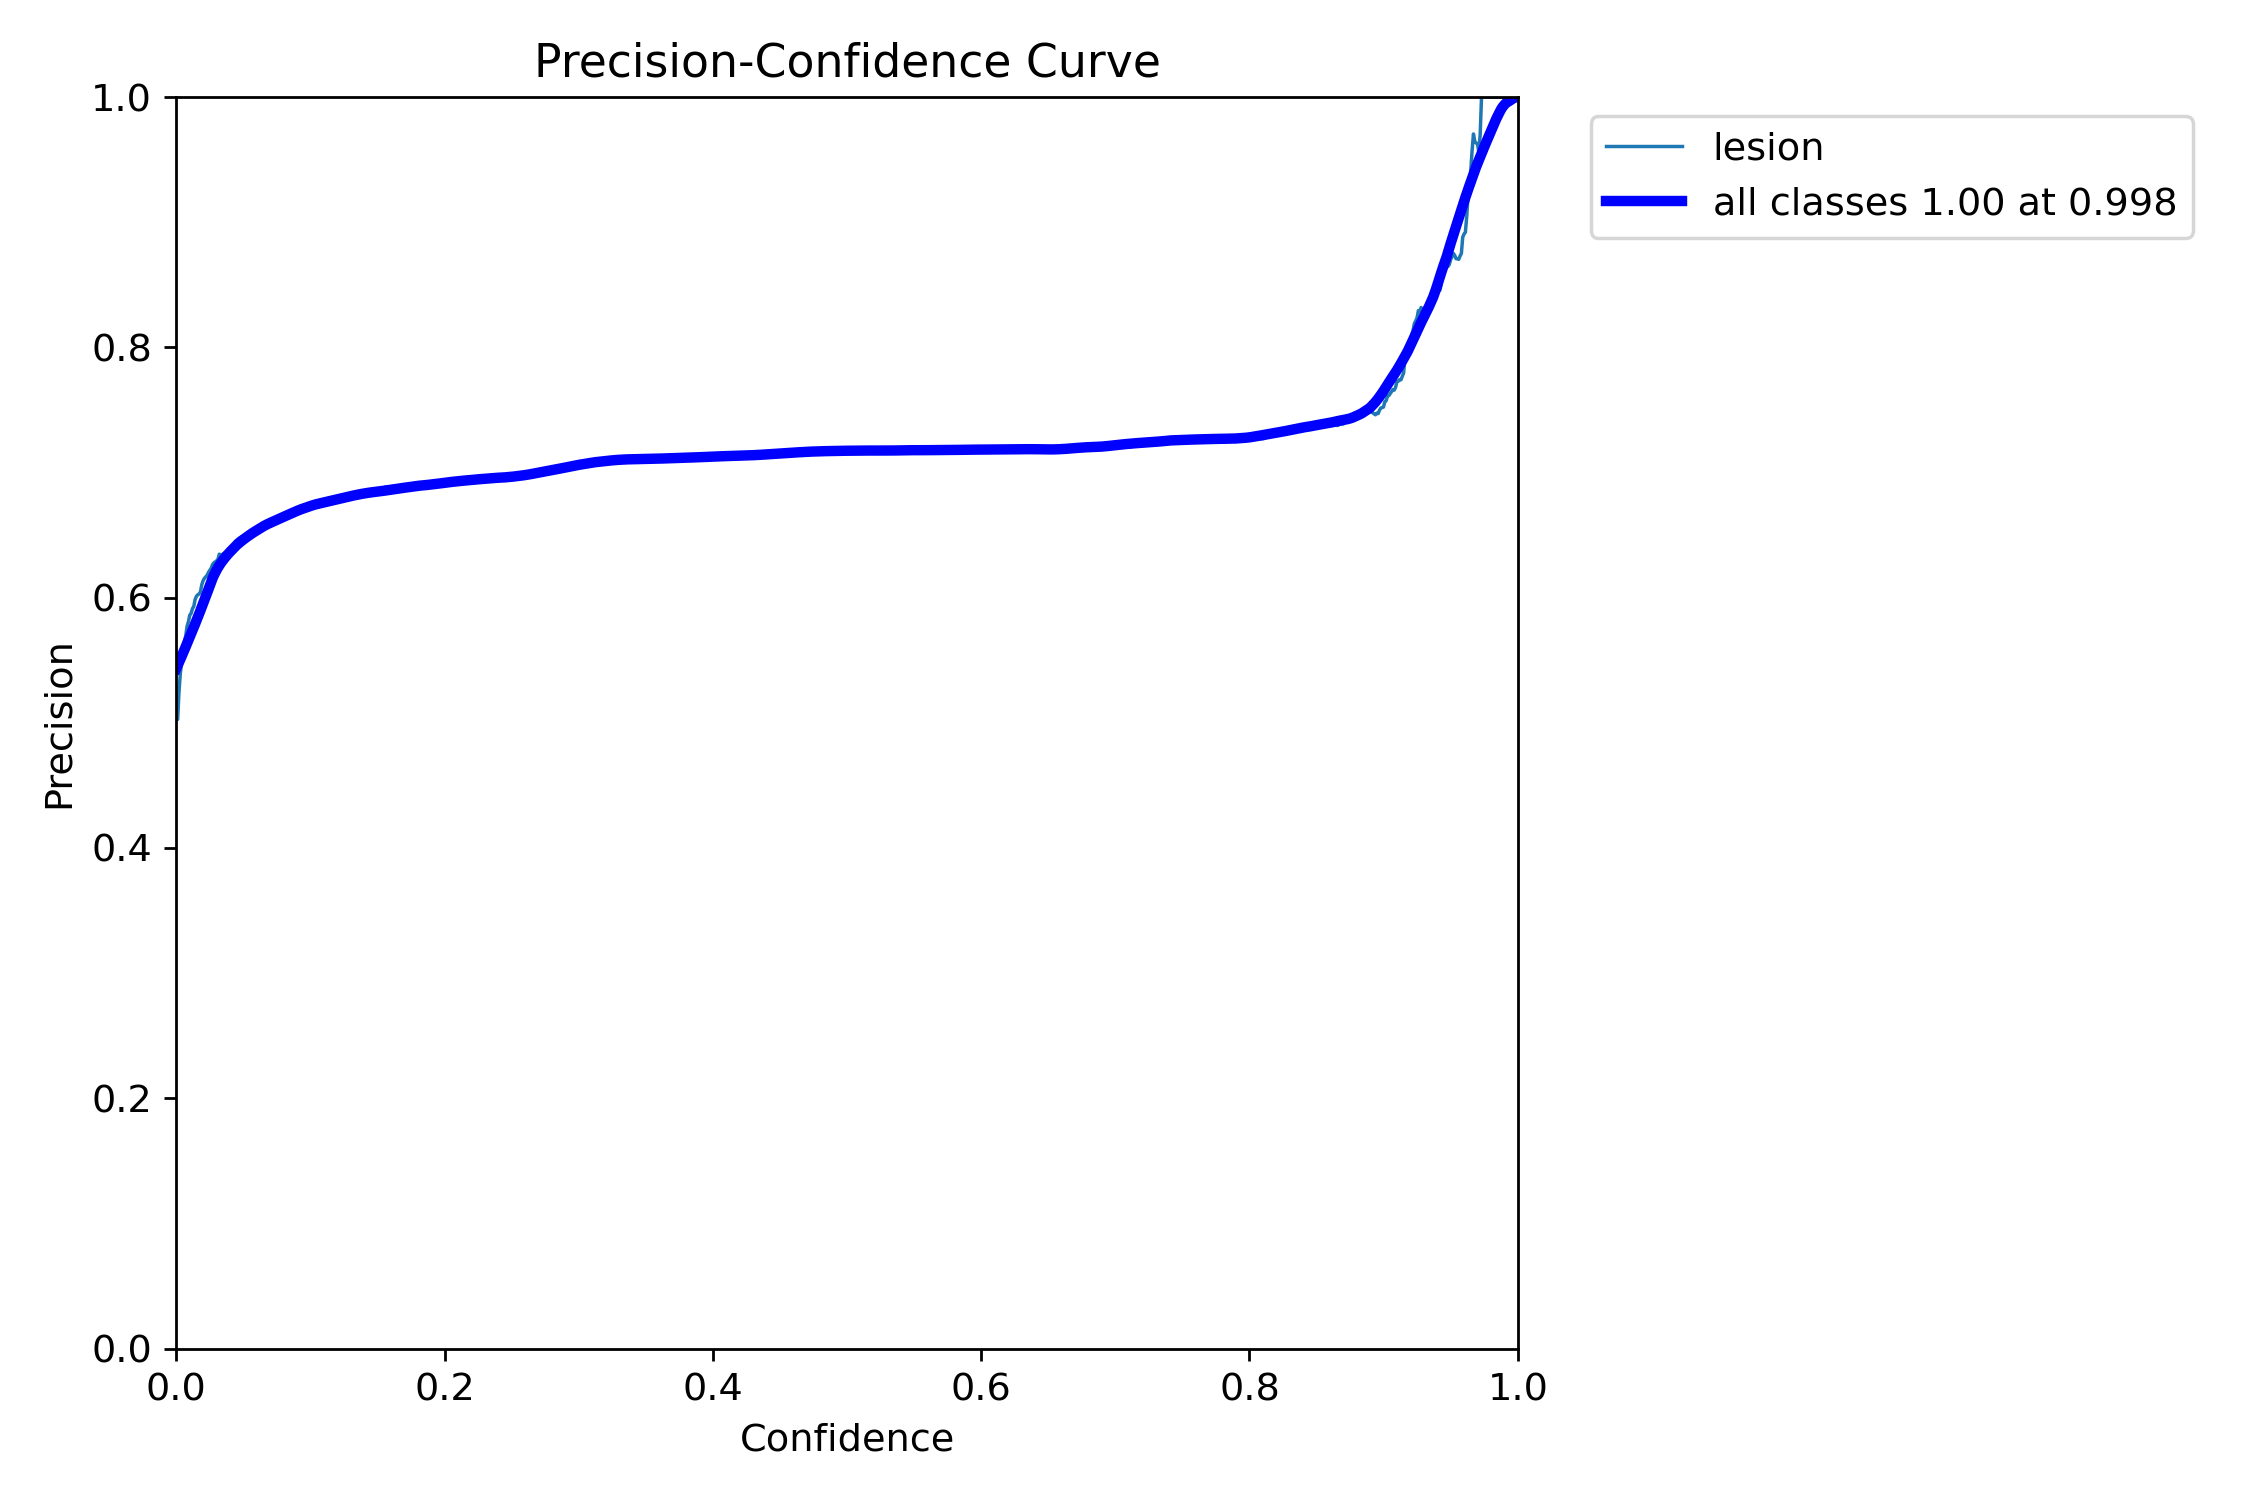 Precision-Confidence Curve
1.0
0.8
0.6
0.4
0.2
0.0
Precision
0.0 0.2 0.4 0.6 0.8 1.0
Confidence
lesion
all classes 1.00 at 0.998